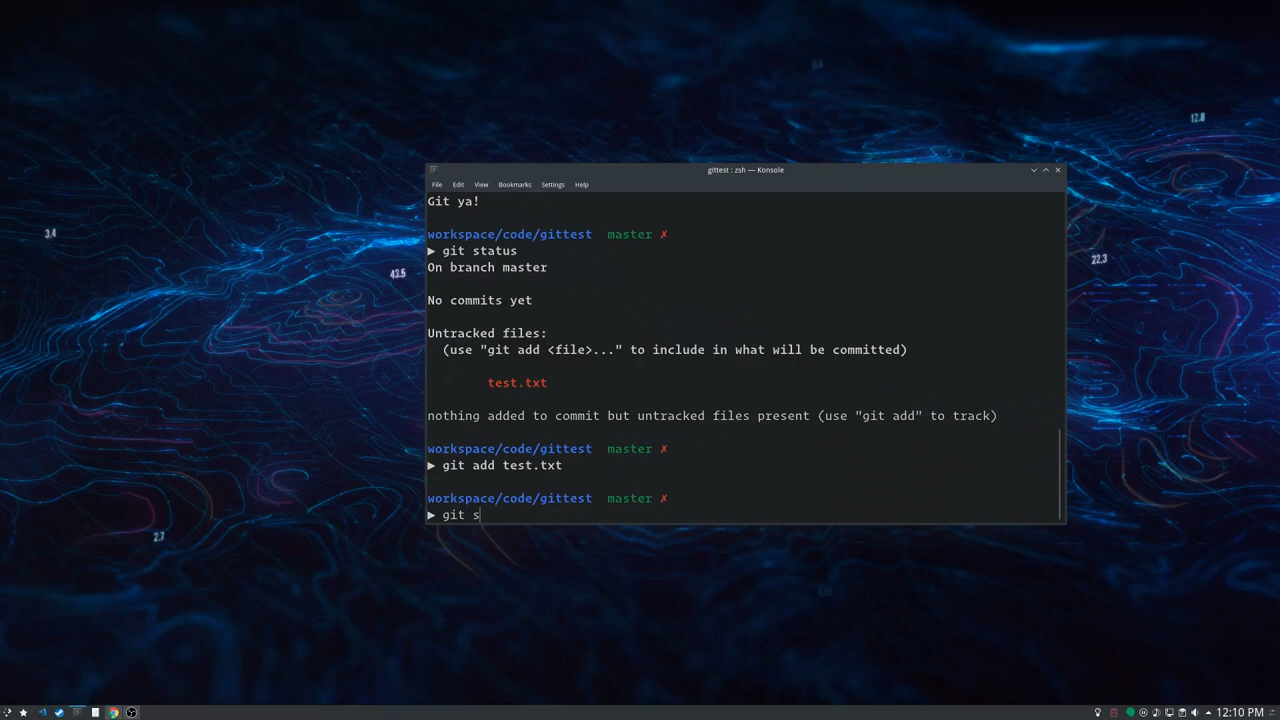 12.8
3.4
43.5
22.3
2.7
gittest : zsh — Konsole
File Edit View Bookmarks Settings Help
Git ya!
workspace/code/gittest master ✗
▶ git status
On branch master
No commits yet
Untracked files:
(use "git add <file>..." to include in what will be committed)
test.txt
nothing added to commit but untracked files present (use "git add" to track)
workspace/code/gittest master ✗
▶ git add test.txt
workspace/code/gittest master ✗
▶ git s
12:10 PM